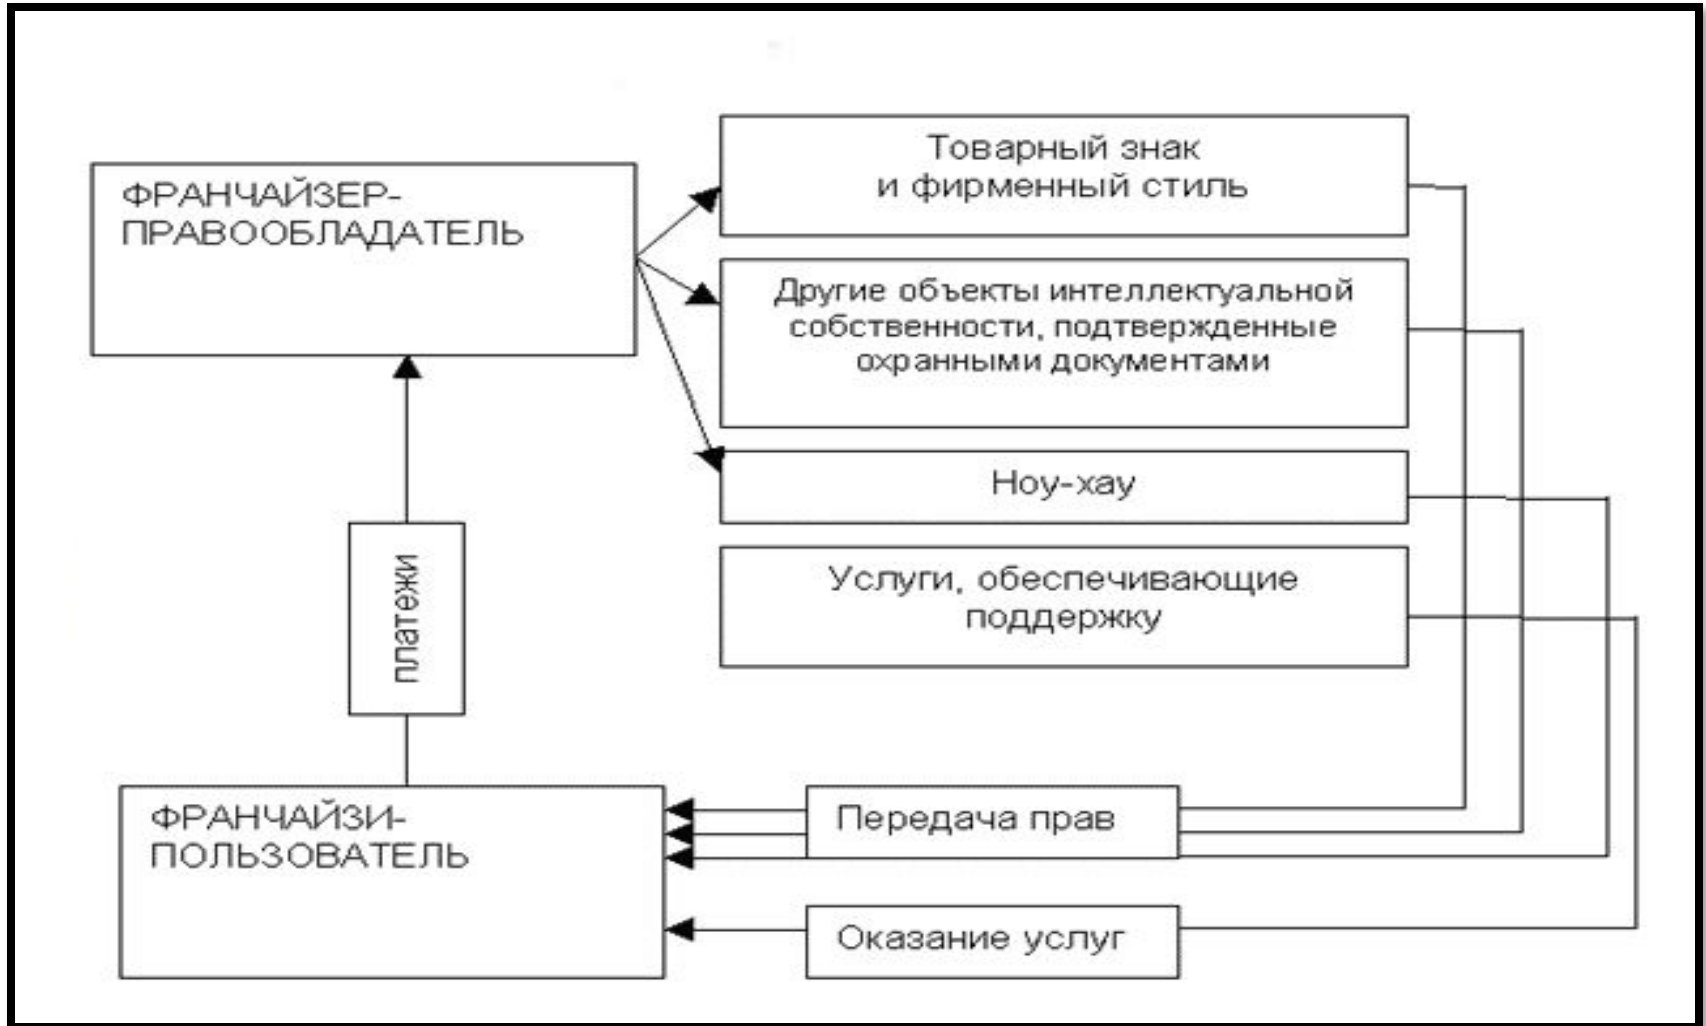 ФРАНЧАЙЗЕР-
ПРАВООБЛАДАТЕЛЬ
Товарный знак
и фирменный стиль
Другие объекты интеллектуальной
собственности, подтвержденные
охранными документами
Ноу-хау
Услуги, обеспечивающие
поддержку
платежи
ФРАНЧАЙЗИ-
ПОЛЬЗОВАТЕЛЬ
Передача прав
Оказание услуг